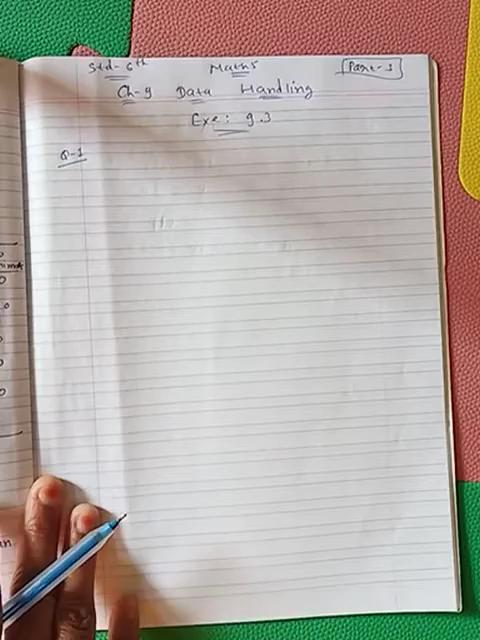 Std- 6th Maths Part-1
Ch-9 Data Handling
Exe: 9.3
Q-1